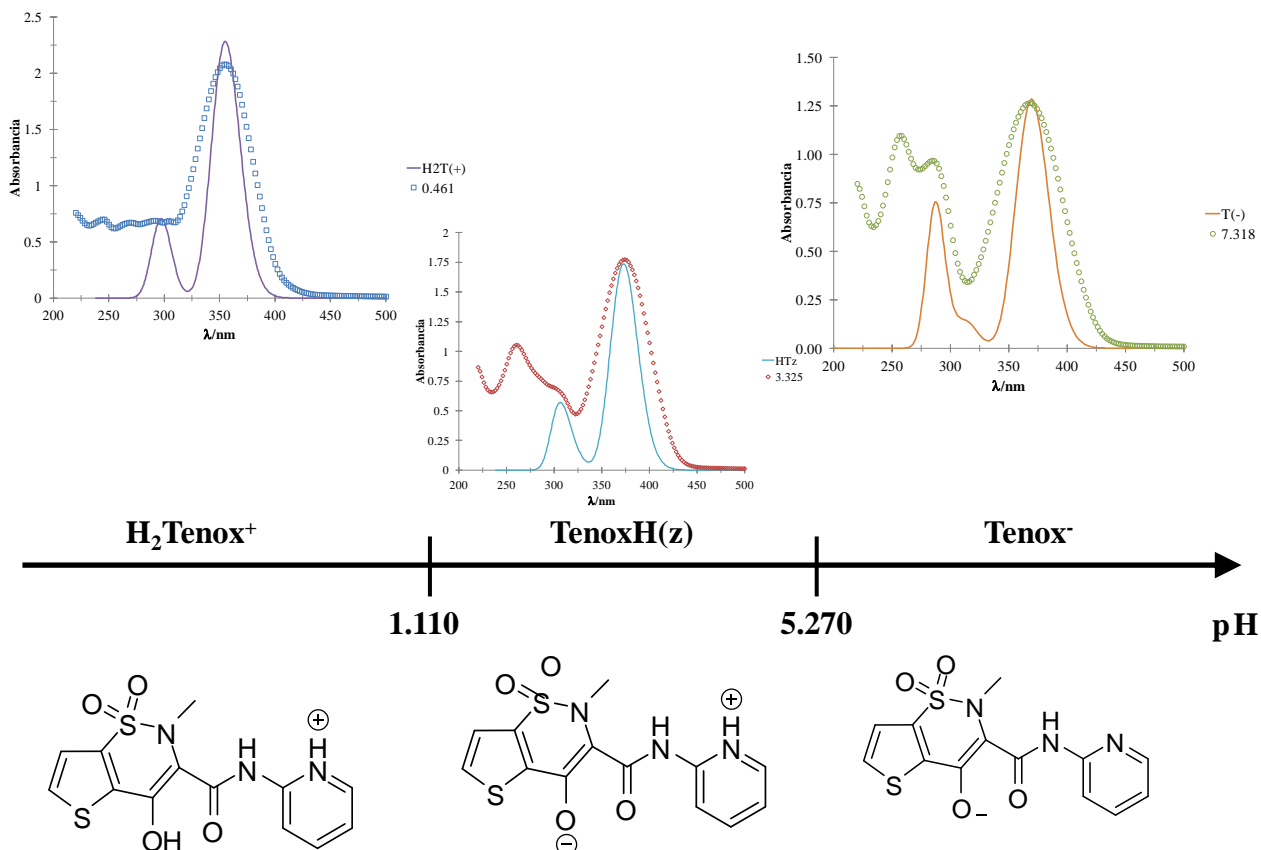 2.5
2
1.5
1
0.5
0
200
250
300
350
400
450
500
Absorbancia
λ/nm
H2T(+)
0.461
2
1.75
1.5
1.25
1
0.75
0.5
0.25
0
200
250
300
350
400
450
500
Absorbancia
λ/nm
HTz
3.325
1.50
1.25
1.00
0.75
0.50
0.25
0.00
200
250
300
350
400
450
500
Absorbancia
λ/nm
T(-)
7.318
H₂Tenox⁺
TenoxH(z)
Tenox⁻
1.110
5.270
pH
O
O
S
N
H
N
H
N
+
S
OH
O
O
O
S
N
H
N
H
N
+
S
O
−
O
O
O
S
N
H
N
N
S
O
−
O